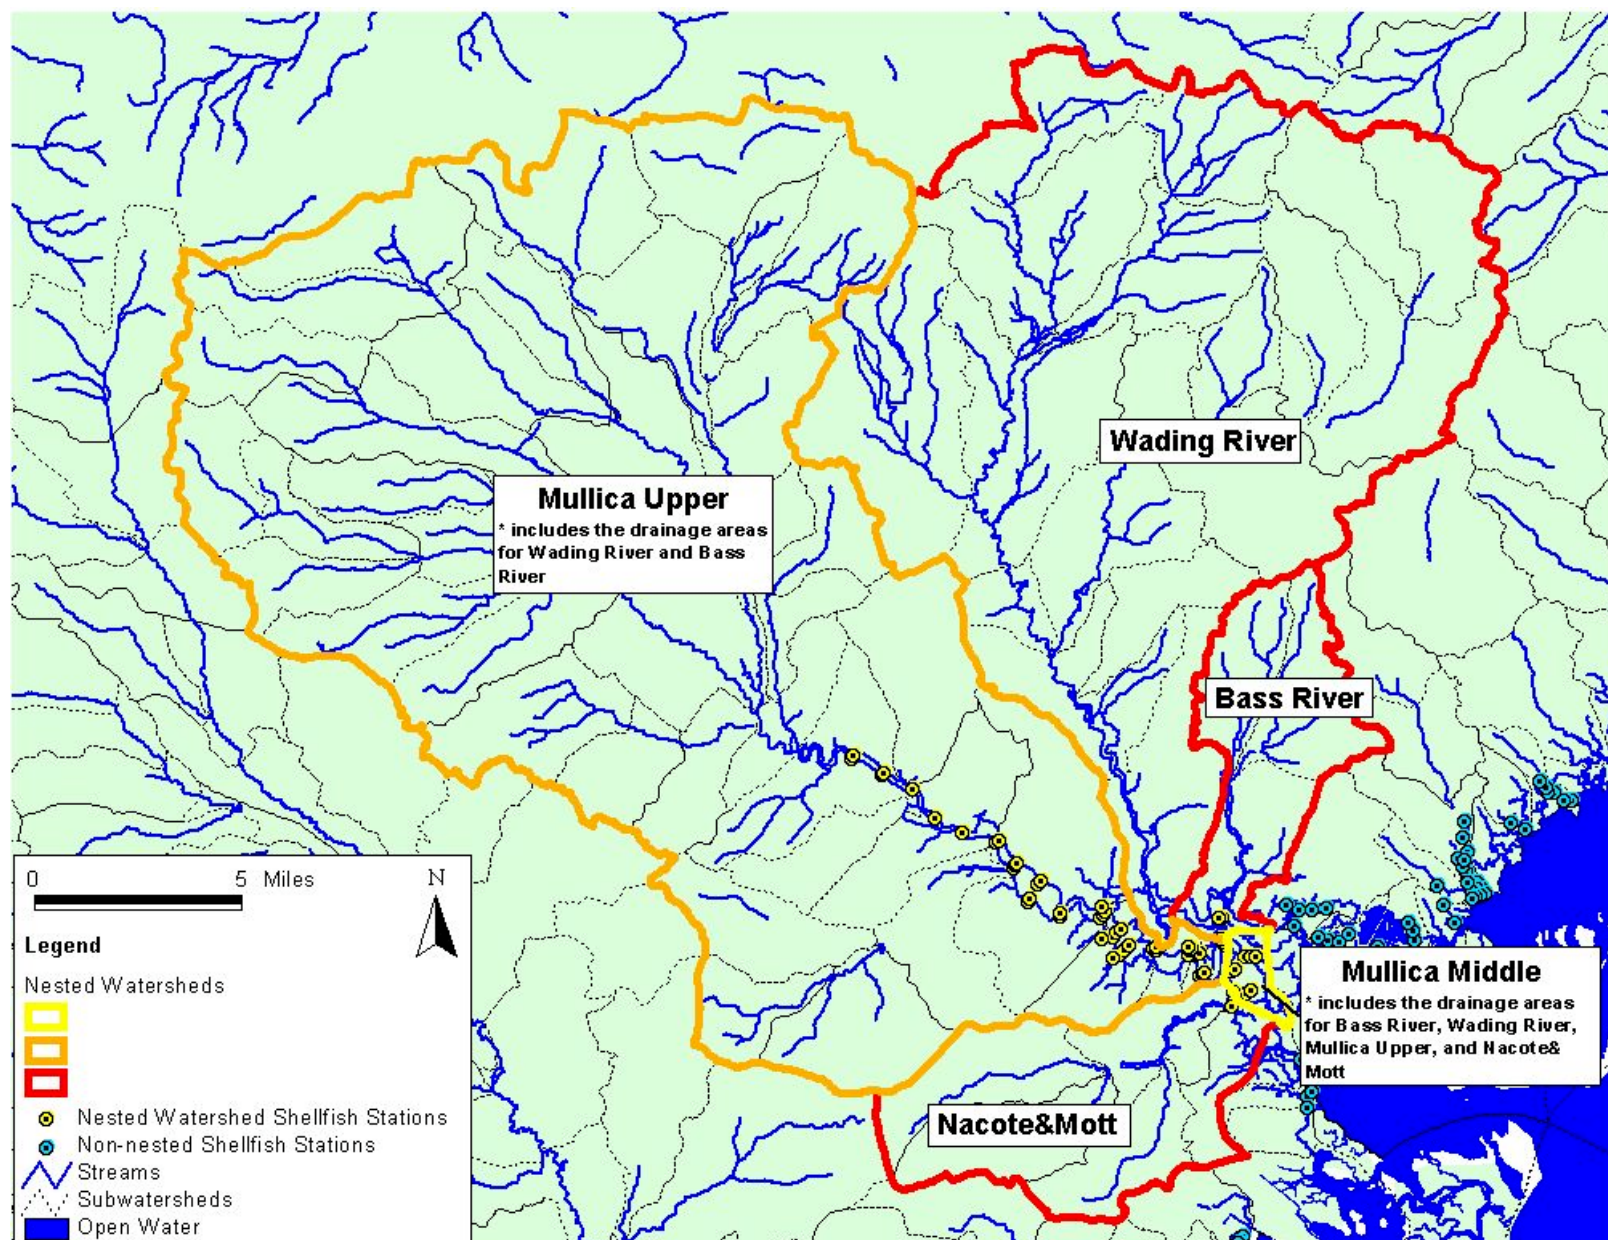 Wading River
Mullica Upper
* includes the drainage areas
for Wading River and Bass
River
Bass River
0 5 Miles N
Legend
Nested Watersheds
Nested Watershed Shellfish Stations
Non-nested Shellfish Stations
Streams
Subwatersheds
Open Water
Mullica Middle
* includes the drainage areas
for Bass River, Wading River,
Mullica Upper, and Nacote&
Mott
Nacote&Mott